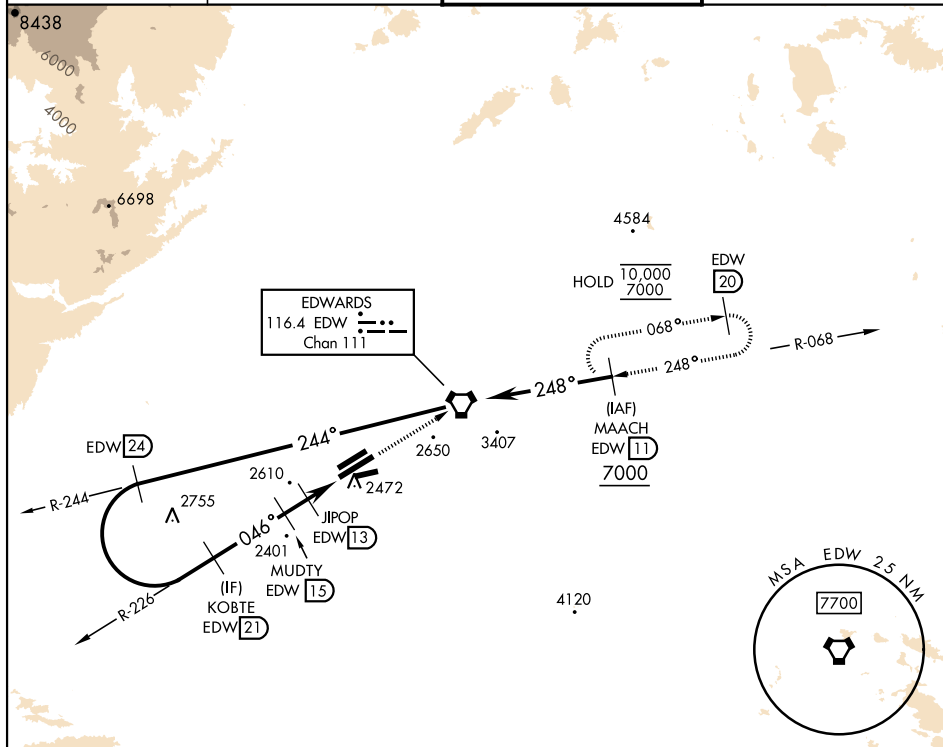 8438
6000
4000
6698
4584
HOLD 10,000
7000
EDW
20
068°
R-068
248°
EDWARDS
116.4 EDW
Chan 111
248°
(IAF)
MAACH
EDW 11
7000
244°
2650
3407
EDW 24
R-244
2755
2610
2472
JIPOP
EDW 13
046°
2401
MUDTY
EDW 15
(IF)
KOBTE
EDW 21
R-226
4120
MSA EDW 25 NM
7700